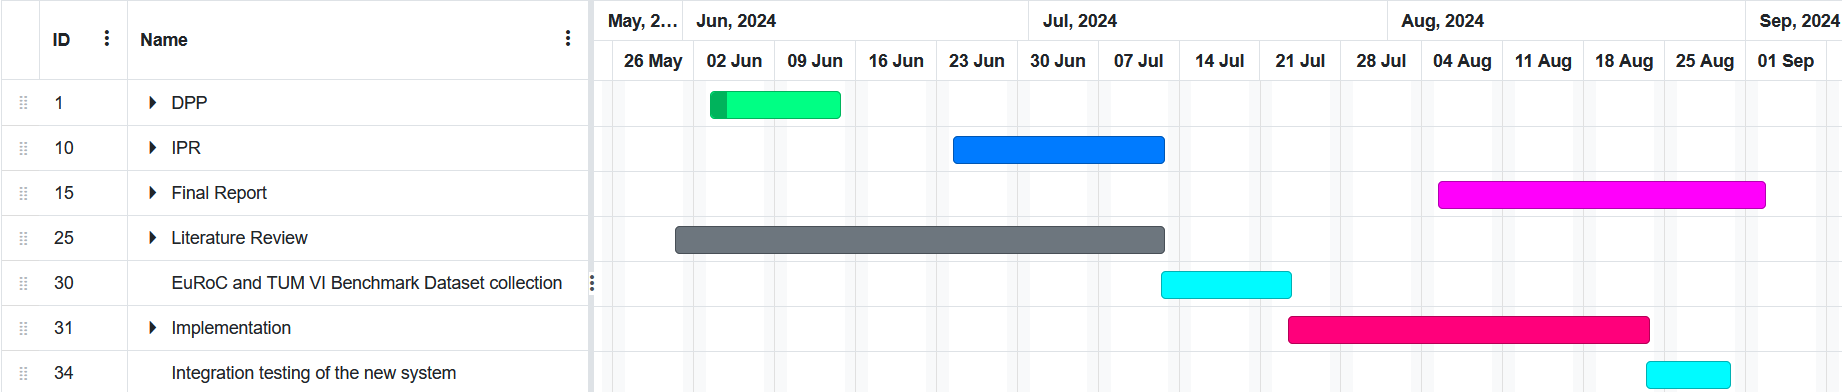 May, 2... Jun, 2024 Jul, 2024 Aug, 2024 Sep, 2024
ID Name
26 May 02 Jun 09 Jun 16 Jun 23 Jun 30 Jun 07 Jul 14 Jul 21 Jul 28 Jul 04 Aug 11 Aug 18 Aug 25 Aug 01 Sep
1 DPP
10 IPR
15 Final Report
25 Literature Review
30 EuRoC and TUM VI Benchmark Dataset collection
31 Implementation
34 Integration testing of the new system